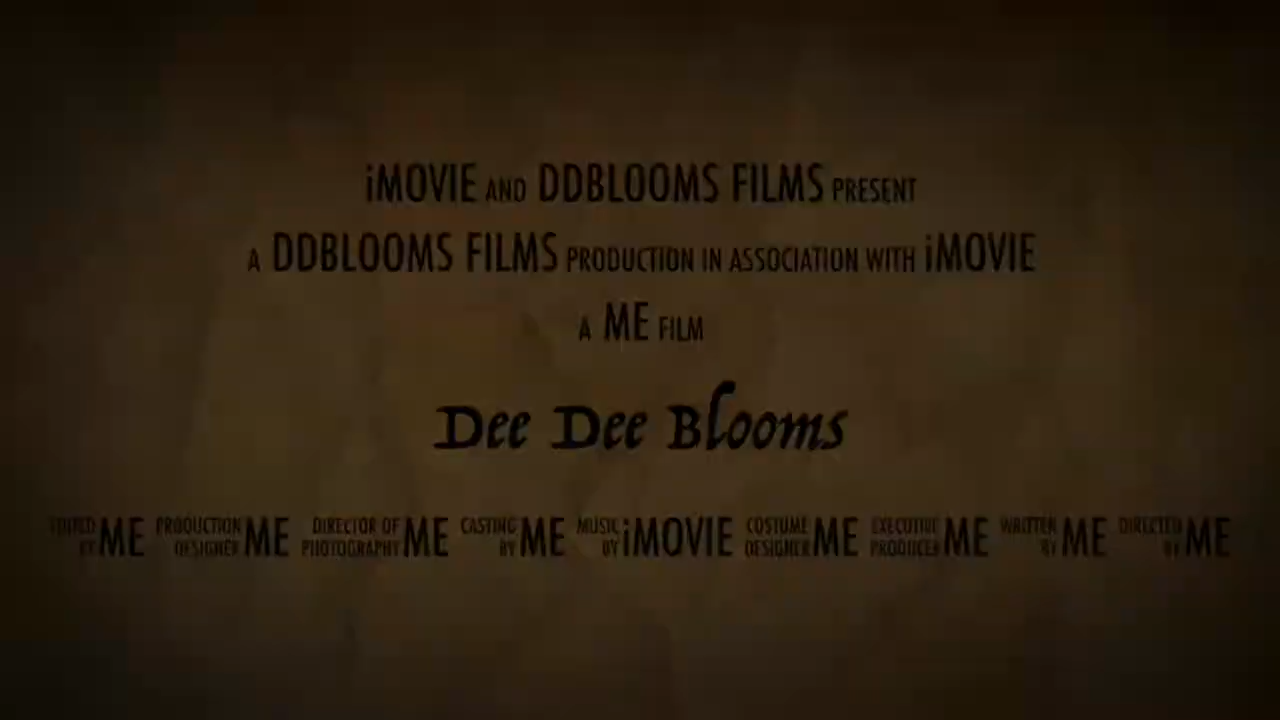 iMOVIE AND DDBLOOMS FILMS PRESENT
A DDBLOOMS FILMS PRODUCTION IN ASSOCIATION WITH iMOVIE
A ME FILM
Dee Dee Blooms
EDITED BY ME PRODUCTION DESIGNER ME DIRECTOR OF PHOTOGRAPHY ME CASTING BY ME MUSIC BY iMOVIE COSTUME DESIGNER ME EXECUTIVE PRODUCER ME WRITTEN BY ME DIRECTED BY ME